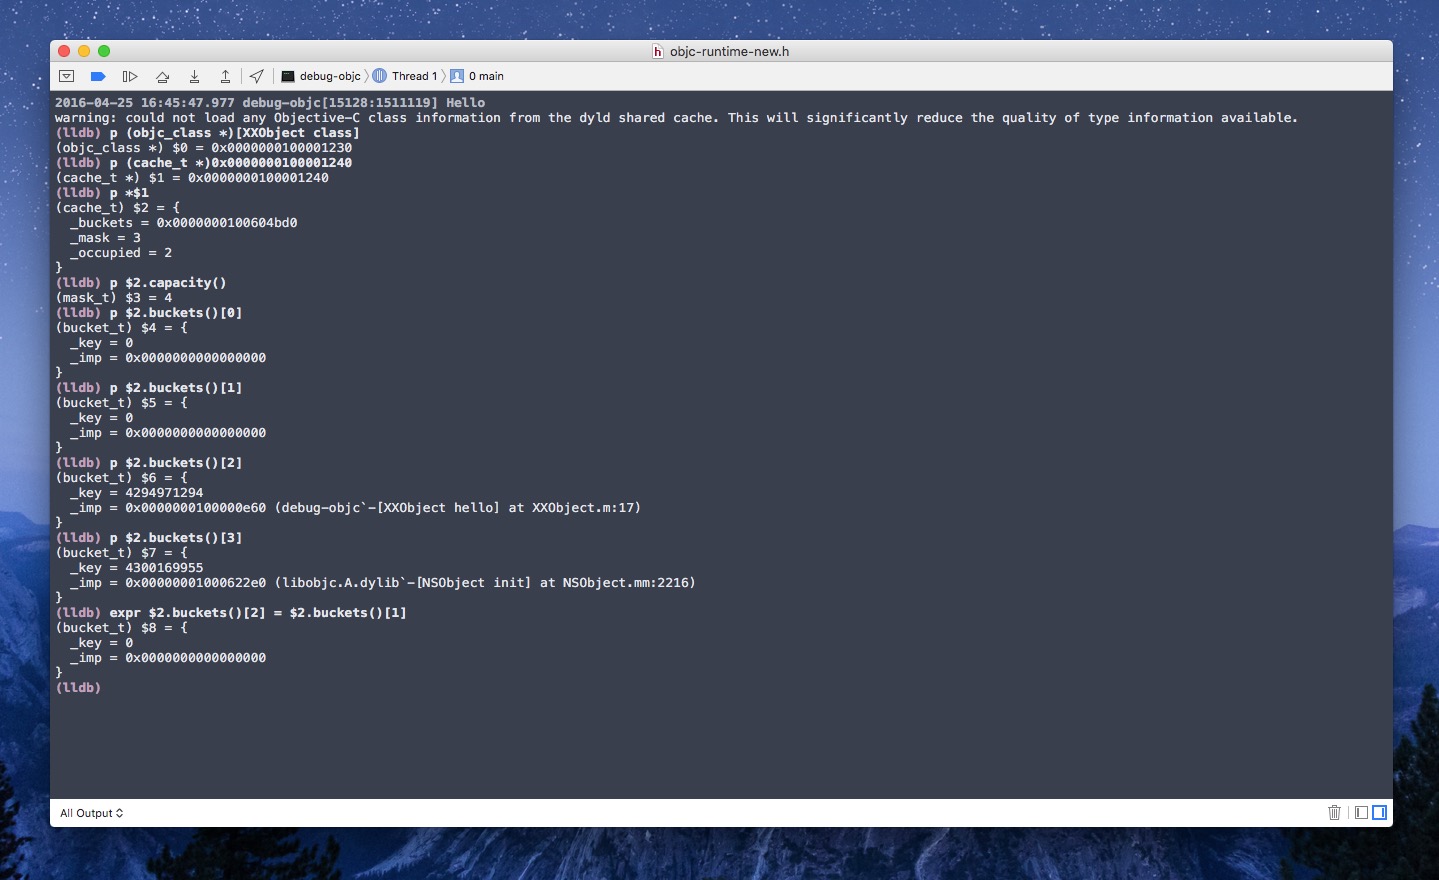 objc-runtime-new.h
debug-objc Thread 1 0 main
2016-04-25 16:45:47.977 debug-objc[15128:1511119] Hello
warning: could not load any Objective-C class information from the dyld shared cache. This will significantly reduce the quality of type information available.
(lldb) p (objc_class *)[XXObject class]
(objc_class *) $0 = 0x0000000100001230
(lldb) p (cache_t *)0x0000000100001240
(cache_t *) $1 = 0x0000000100001240
(lldb) p *$1
(cache_t) $2 = {
  _buckets = 0x0000000100604bd0
  _mask = 3
  _occupied = 2
}
(lldb) p $2.capacity()
(mask_t) $3 = 4
(lldb) p $2.buckets()[0]
(bucket_t) $4 = {
  _key = 0
  _imp = 0x0000000000000000
}
(lldb) p $2.buckets()[1]
(bucket_t) $5 = {
  _key = 0
  _imp = 0x0000000000000000
}
(lldb) p $2.buckets()[2]
(bucket_t) $6 = {
  _key = 4294971294
  _imp = 0x0000000100000e60 (debug-objc`-[XXObject hello] at XXObject.m:17)
}
(lldb) p $2.buckets()[3]
(bucket_t) $7 = {
  _key = 4300169955
  _imp = 0x00000001000622e0 (libobjc.A.dylib`-[NSObject init] at NSObject.mm:2216)
}
(lldb) expr $2.buckets()[2] = $2.buckets()[1]
(bucket_t) $8 = {
  _key = 0
  _imp = 0x0000000000000000
}
(lldb)
All Output